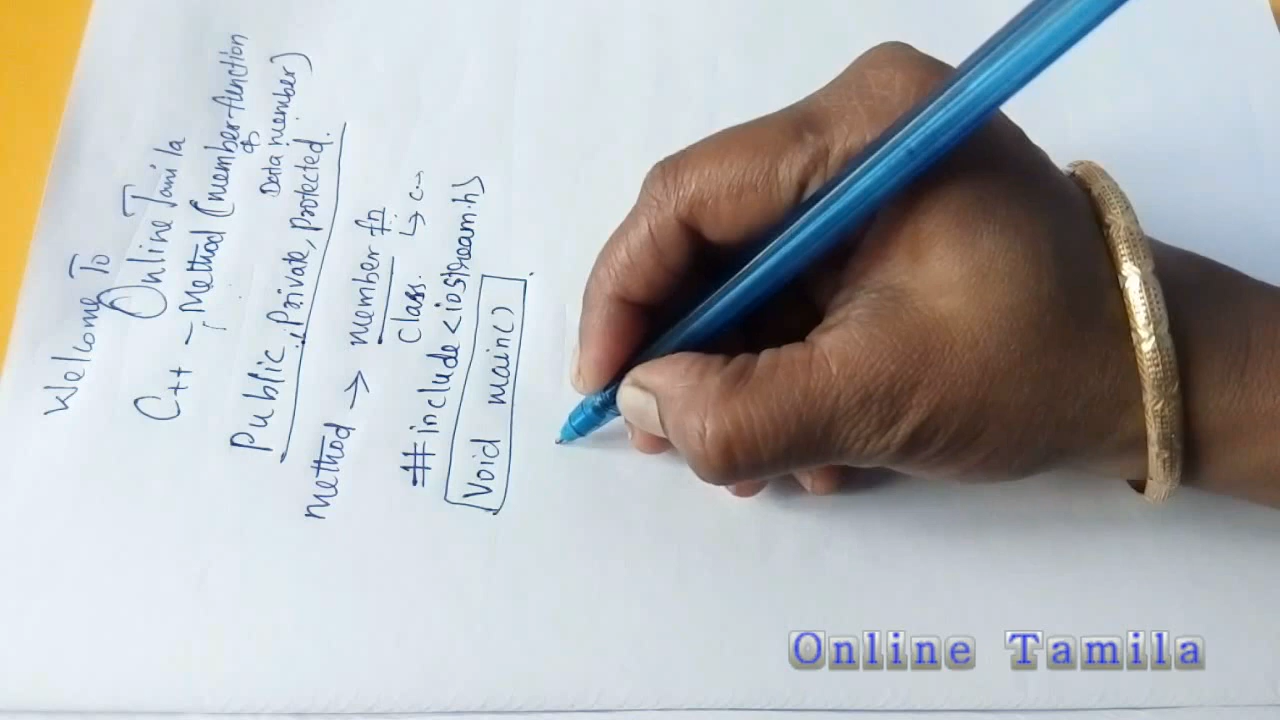 Welcome To
Online Tamila
C++ - ; Method (member function
of
Data member)
Public, Private, protected.
method → member fn
class. ↳ c
#include <iostream.h>
Void main()
Online Tamila